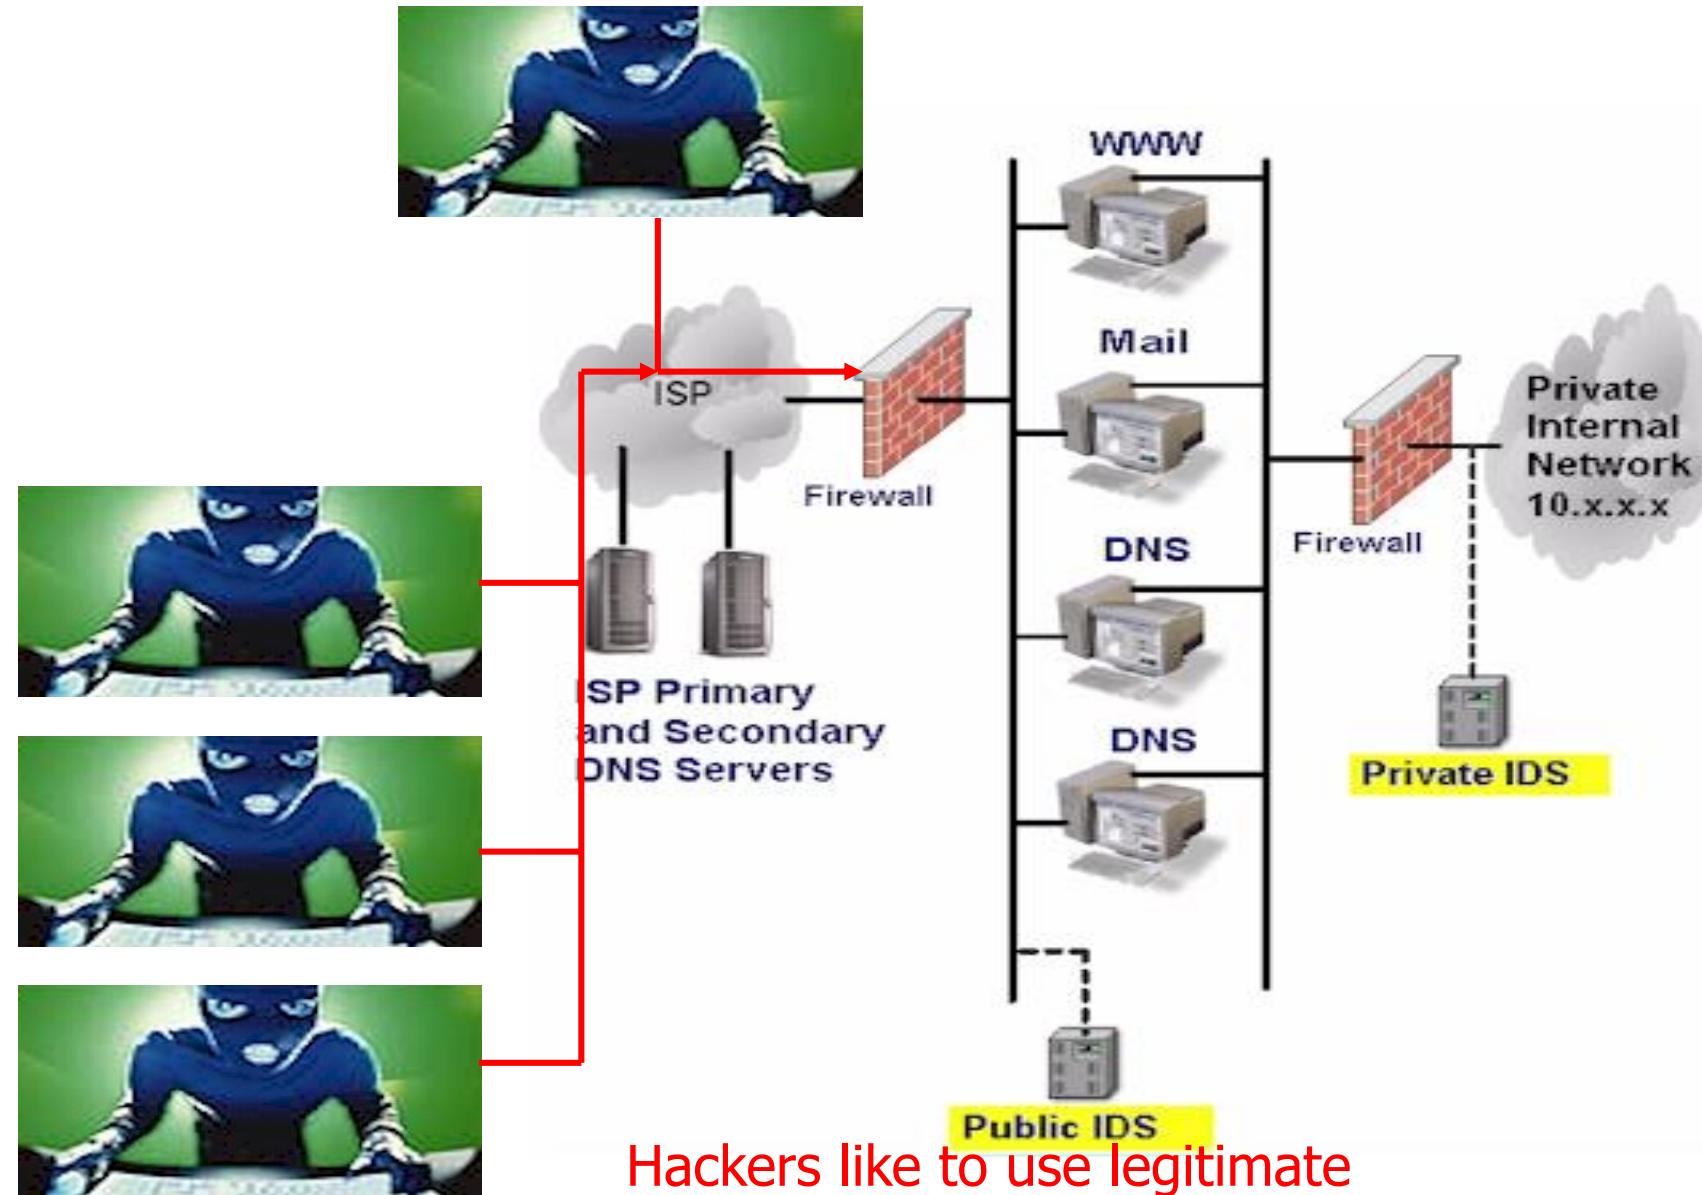 WWW
Mail
ISP
Private
Internal
Network
10.x.x.x
Firewall
Firewall
DNS
ISP Primary
and Secondary
DNS Servers
DNS
Private IDS
Public IDS
Hackers like to use legitimate